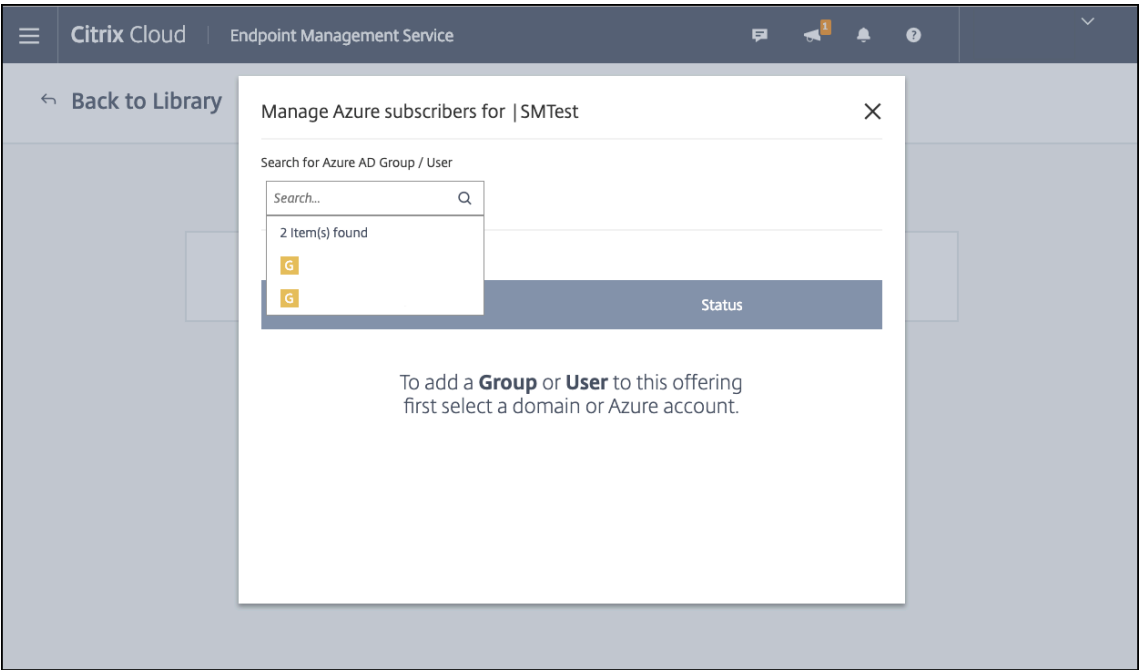 Citrix Cloud | Endpoint Management Service
1
Back to Library
Manage Azure subscribers for |SMTest
Search for Azure AD Group / User
Search...
2 Item(s) found
G
G
Status
To add a Group or User to this offering
first select a domain or Azure account.